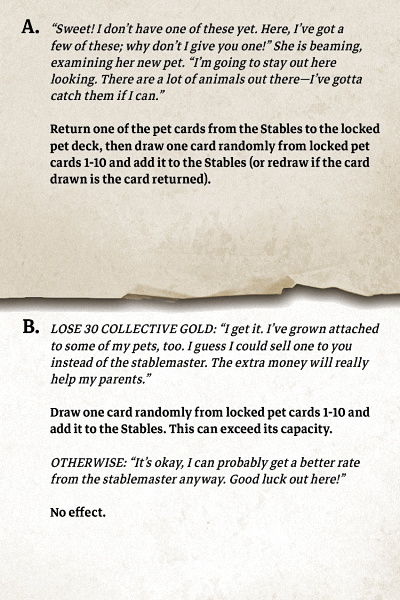 A. “Sweet! I don’t have one of these yet. Here, I’ve got a
few of these; why don’t I give you one!” She is beaming,
examining her new pet. “I’m going to stay out here
looking. There are a lot of animals out there—I’ve gotta
catch them if I can.”
Return one of the pet cards from the Stables to the locked
pet deck, then draw one card randomly from locked pet
cards 1-10 and add it to the Stables (or redraw if the card
drawn is the card returned).
B. LOSE 30 COLLECTIVE GOLD: “I get it. I’ve grown attached
to some of my pets, too. I guess I could sell one to you
instead of the stablemaster. The extra money will really
help my parents.”
Draw one card randomly from locked pet cards 1-10 and
add it to the Stables. This can exceed its capacity.
OTHERWISE: “It’s okay, I can probably get a better rate
from the stablemaster anyway. Good luck out here!”
No effect.